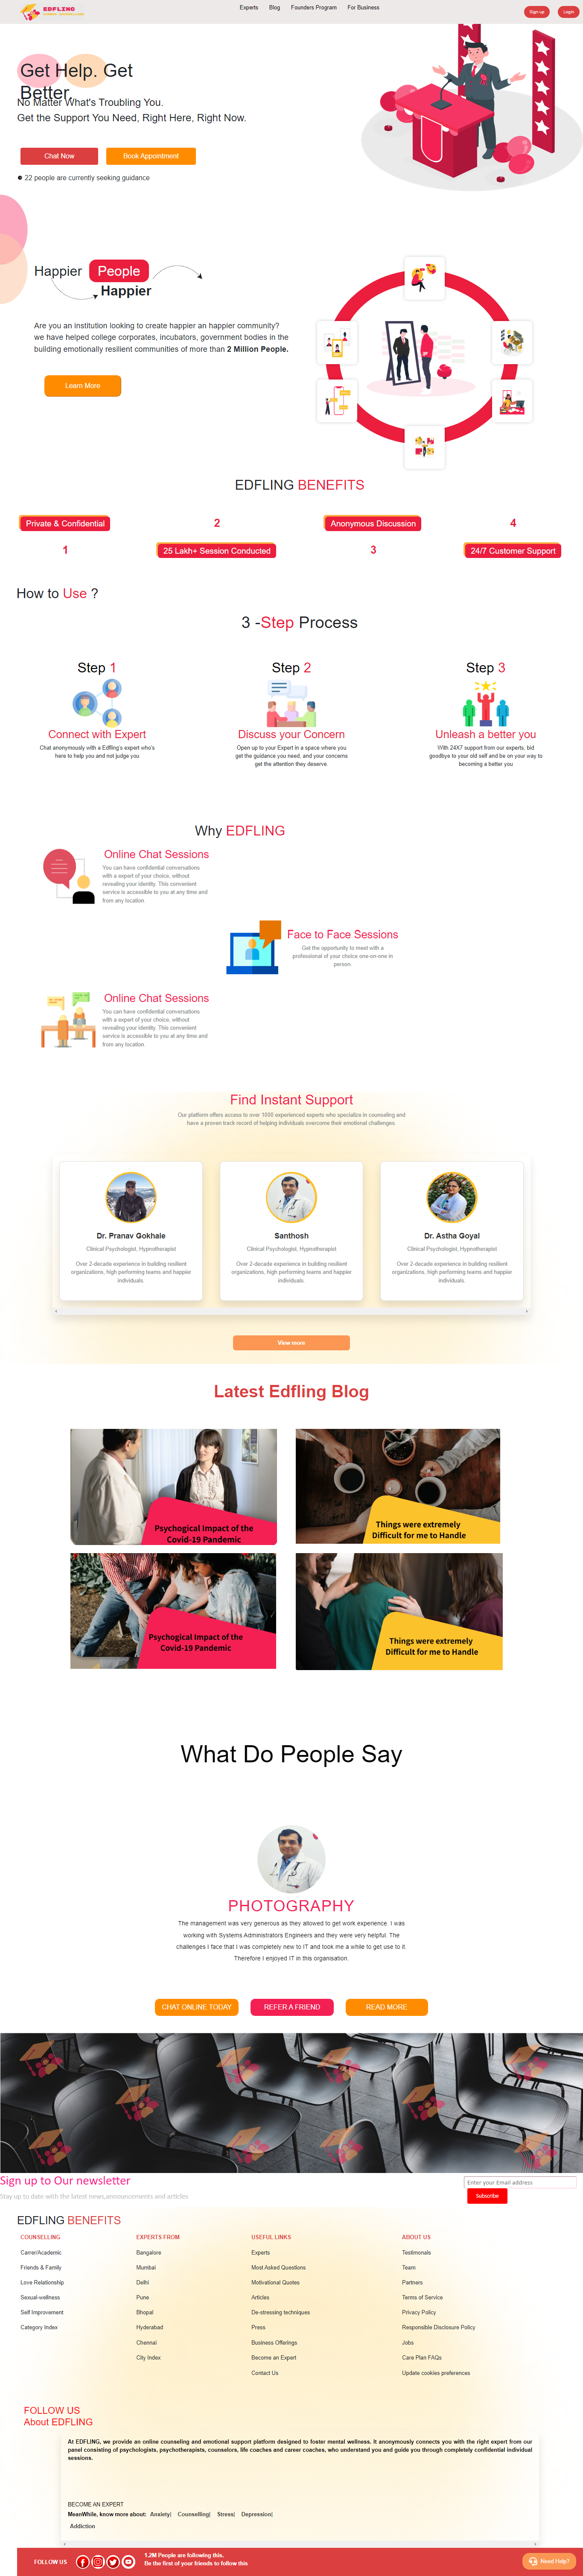 EDFLING
Experts Blog Founders Program For Business
Sign up Login
Get Help. Get
Better.
No Matter What's Troubling You.
Get the Support You Need, Right Here, Right Now.
Chat Now Book Appointment
22 people are currently seeking guidance
Happier People
Happier
Are you an institution looking to create happier an happier community?
we have helped college corporates, incubators, government bodies in the
building emotionally resilient communities of more than 2 Million People.
Learn More
EDFLING BENEFITS
Private & Confidential 2 Anonymous Discussion 4
1 25 Lakh+ Session Conducted 3 24/7 Customer Support
How to Use ?
3 -Step Process
Step 1 Step 2 Step 3
Connect with Expert Discuss your Concern Unleash a better you
Chat anonymously with a Edfling's expert who's Open up to your Expert in a space where you With 24X7 support from our experts, bid
here to help you and not judge you. get the guidance you need, and your concerns goodbye to your old self and be on your way to
get the attention they deserve. becoming a better you
Why EDFLING
Online Chat Sessions
You can have confidential conversations
with a expert of your choice, without
revealing your identity. This convenient
service is accessible to you at any time and
from any location.
Face to Face Sessions
Get the opportunity to meet with a
professional of your choice one-on-one in
person.
Online Chat Sessions
You can have confidential conversations
with a expert of your choice, without
revealing your identity. This convenient
service is accessible to you at any time and
from any location.
Find Instant Support
Our platform offers access to over 1000 experienced experts who specialize in counseling and
have a proven track record of helping individuals overcome their emotional challenges.
Dr. Pranav Gokhale Santhosh Dr. Astha Goyal
Clinical Psychologist, Hypnotherapist Clinical Psychologist, Hypnotherapist Clinical Psychologist, Hypnotherapist
Over 2-decade experience in building resilient Over 2-decade experience in building resilient Over 2-decade experience in building resilient
organizations, high performing teams and happier organizations, high performing teams and happier organizations, high performing teams and happier
individuals. individuals. individuals.
View more
Latest Edfling Blog
Psychogical Impact of the
Covid-19 Pandemic
Things were extremely
Difficult for me to Handle
Psychogical Impact of the
Covid-19 Pandemic
Things were extremely
Difficult for me to Handle
What Do People Say
PHOTOGRAPHY
The management was very generous as they allowed to get work experience. I was
working with Systems Administrators Engineers and they were very helpful. The
challenges I face that I was completely new to IT and took me a while to get use to it.
Therefore I enjoyed IT in this organisation.
CHAT ONLINE TODAY REFER A FRIEND READ MORE
Sign up to Our newsletter
Stay up to date with the latest news,announcements and articles
Enter your Email address
Subscribe
EDFLING BENEFITS
COUNSELLING EXPERTS FROM USEFUL LINKS ABOUT US
Carrer/Academic Bangalore Experts Testimonals
Friends & Family Mumbai Most Asked Questions Team
Love Relationship Delhi Motivational Quotes Partners
Sexual-wellness Pune Articles Terms of Service
Self Improvement Bhopal De-stressing techniques Privacy Policy
Category Index Hyderabad Press Responsible Disclosure Policy
Chennai Business Offerings Jobs
City Index Become an Expert Care Plan FAQs
Contact Us Update cookies preferences
FOLLOW US
About EDFLING
At EDFLING, we provide an online counseling and emotional support platform designed to foster mental wellness. It anonymously connects you with the right expert from our
panel consisting of psychologists, psychotherapists, counselors, life coaches and career coaches, who understand you and guide you through completely confidential individual
sessions.
BECOME AN EXPERT
MeanWhile, know more about: Anxiety| Counselling| Stress| Depression|
Addiction
FOLLOW US
1.2M People are following this.
Be the first of your friends to follow this
Need Help?